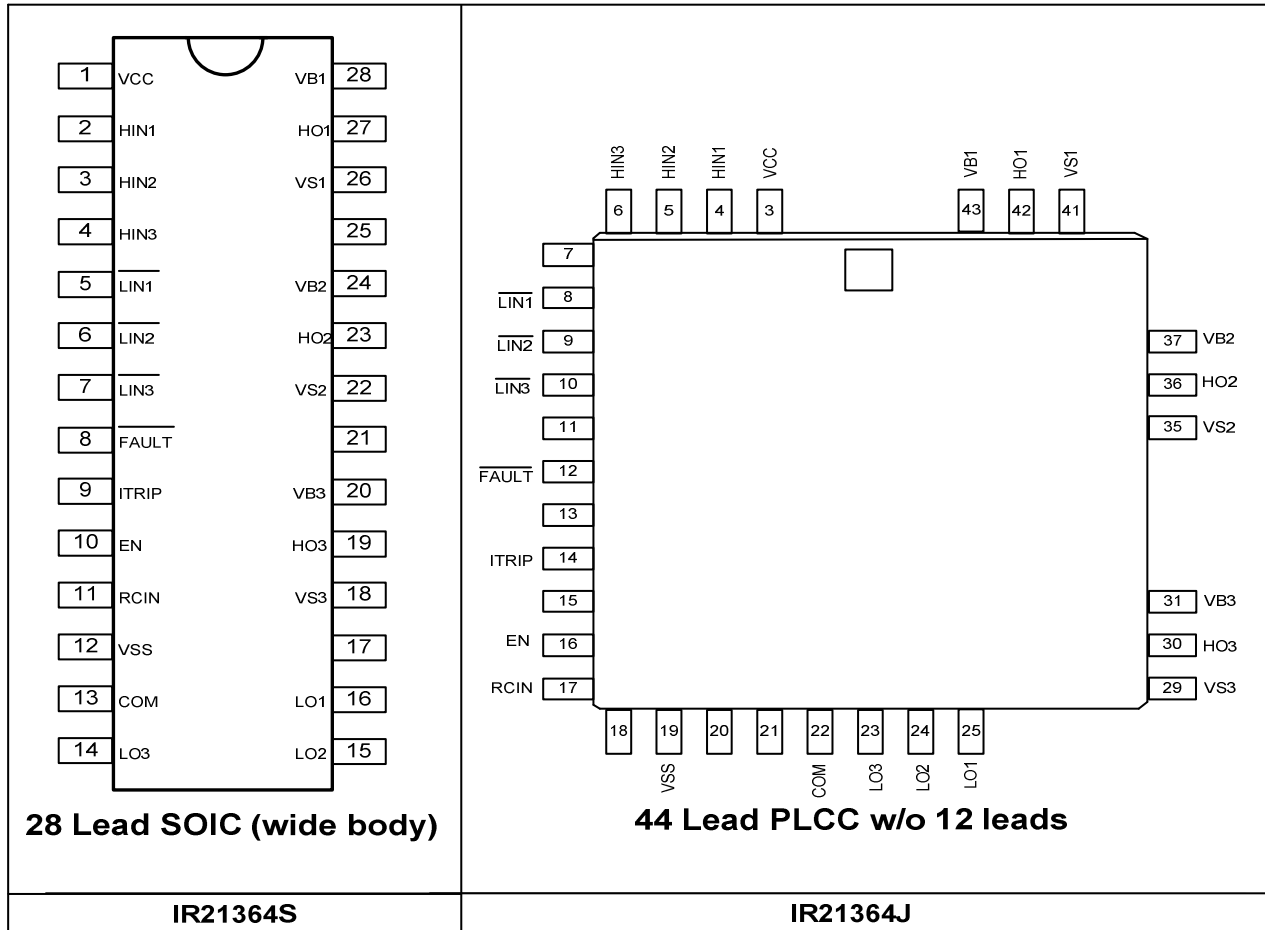 1 VCC VB1 28
2 HIN1 HO1 27
3 HIN2 VS1 26
4 HIN3 25
5 LIN1 VB2 24
6 LIN2 HO2 23
7 LIN3 VS2 22
8 FAULT 21
9 ITRIP VB3 20
10 EN HO3 19
11 RCIN VS3 18
12 VSS 17
13 COM LO1 16
14 LO3 LO2 15
28 Lead SOIC (wide body)
IR21364S
HIN3 HIN2 HIN1 VCC VB1 HO1 VS1
6 5 4 3 43 42 41
7
LIN1 8
LIN2 9 37 VB2
LIN3 10 36 HO2
11 35 VS2
FAULT 12
13
ITRIP 14
15 31 VB3
EN 16 30 HO3
RCIN 17 29 VS3
18 19 20 21 22 23 24 25
VSS COM LO3 LO2 LO1
44 Lead PLCC w/o 12 leads
IR21364J